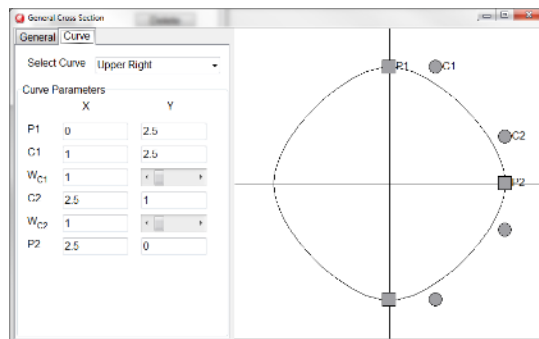 General Cross Section
Delete
General Curve
Select Curve Upper Right
Curve Parameters
X Y
P1 0 2.5
C1 1 2.5
WC1 1
C2 2.5 1
WC2 1
P2 2.5 0
P1 C1
C2
P2